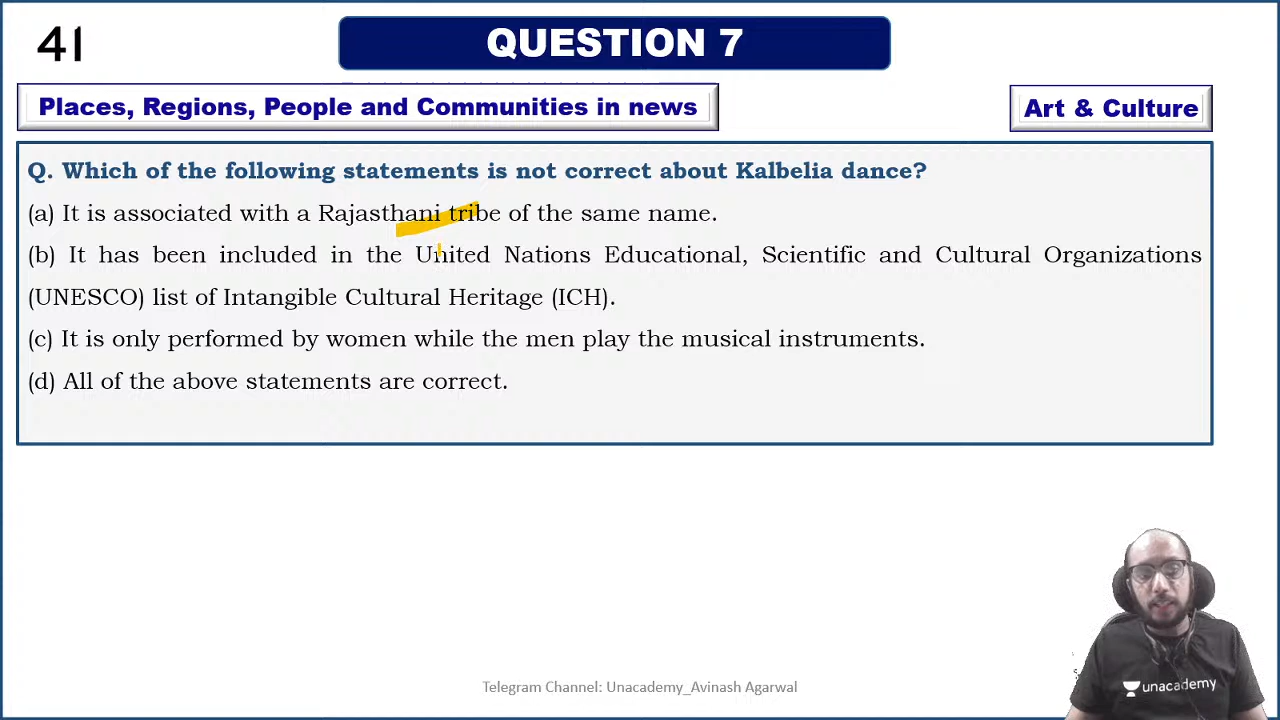 41
QUESTION 7
Places, Regions, People and Communities in news
Art & Culture
Q. Which of the following statements is not correct about Kalbelia dance?
(a) It is associated with a Rajasthani tribe of the same name.
(b) It has been included in the United Nations Educational, Scientific and Cultural Organizations
(UNESCO) list of Intangible Cultural Heritage (ICH).
(c) It is only performed by women while the men play the musical instruments.
(d) All of the above statements are correct.
unacademy
Telegram Channel: Unacademy_Avinash Agarwal